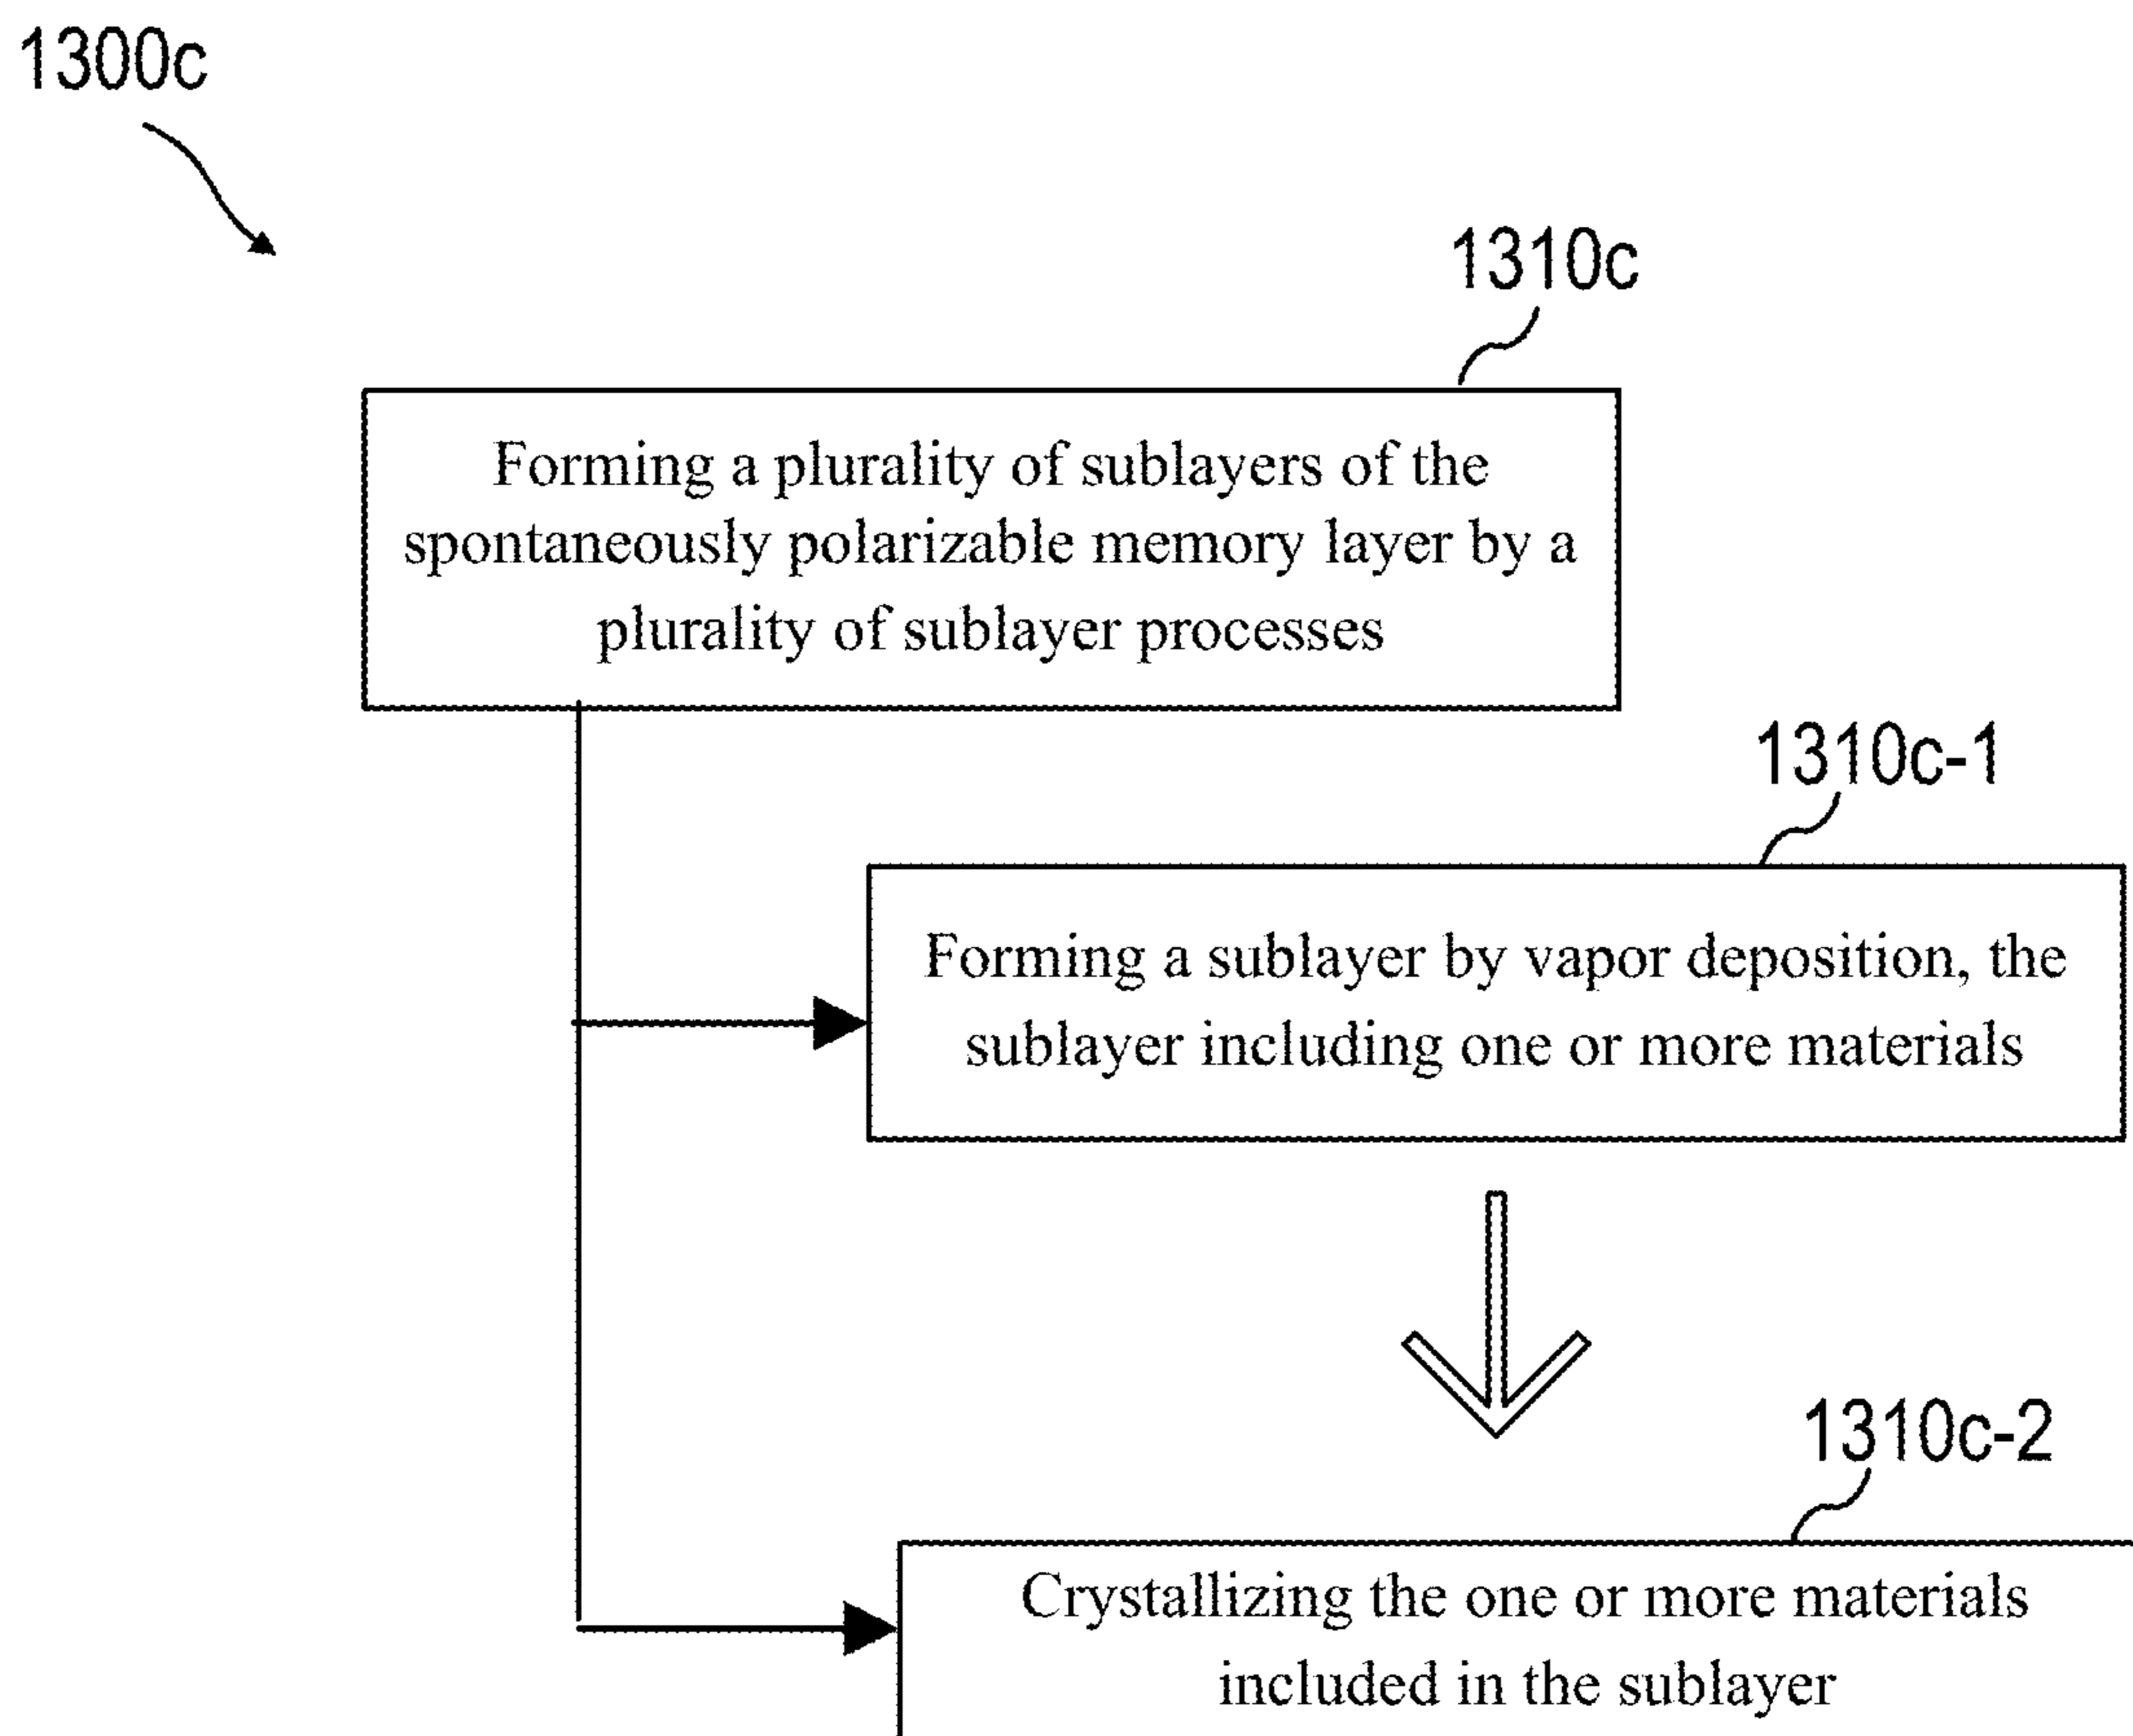 1300c
1310c
Forming a plurality of sublayers of the
spontaneously polarizable memory layer by a
plurality of sublayer processes
1310c-1
Forming a sublayer by vapor deposition, the
sublayer including one or more materials
1310c-2
Crystallizing the one or more materials
included in the sublayer